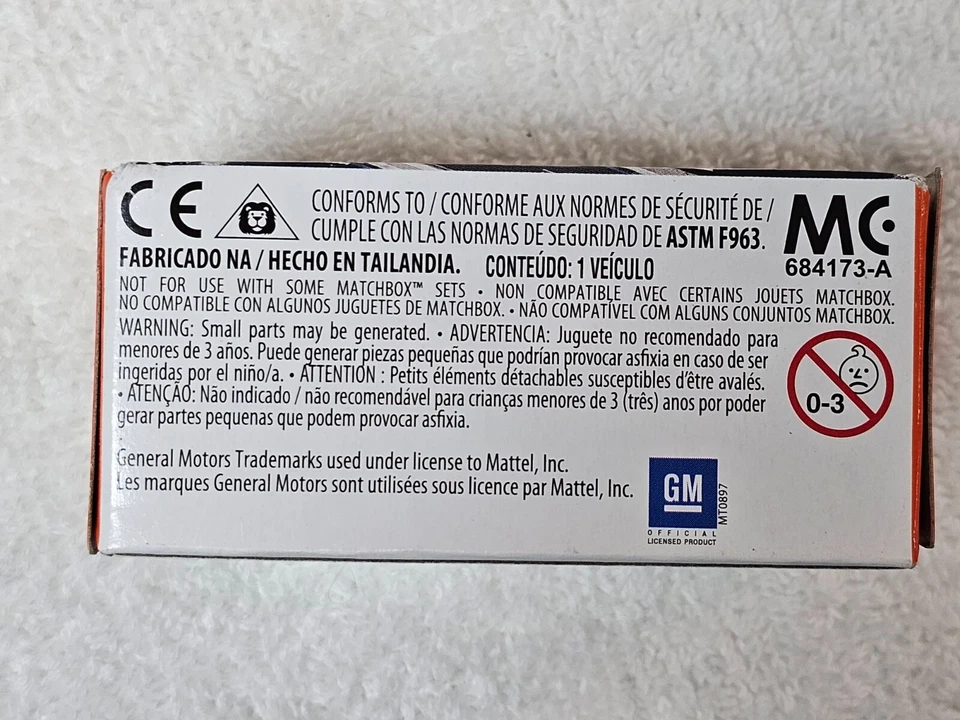 CE
CONFORMS TO / CONFORME AUX NORMES DE SÉCURITÉ DE /
CUMPLE CON LAS NORMAS DE SEGURIDAD DE ASTM F963.
MC
684173-A
FABRICADO NA / HECHO EN TAILANDIA. CONTEÚDO: 1 VEÍCULO
NOT FOR USE WITH SOME MATCHBOX™ SETS • NON COMPATIBLE AVEC CERTAINS JOUETS MATCHBOX.
NO COMPATIBLE CON ALGUNOS JUGUETES DE MATCHBOX. • NÃO COMPATÍVEL COM ALGUNS CONJUNTOS MATCHBOX.
WARNING: Small parts may be generated. • ADVERTENCIA: Juguete no recomendado para
menores de 3 años. Puede generar piezas pequeñas que podrían provocar asfixia en caso de ser
ingeridas por el niño/a. • ATTENTION : Petits éléments détachables susceptibles d'être avalés.
• ATENÇÃO: Não indicado / não recomendável para crianças menores de 3 (três) anos por poder
gerar partes pequenas que podem provocar asfixia.
0-3
General Motors Trademarks used under license to Mattel, Inc.
Les marques General Motors sont utilisées sous licence par Mattel, Inc.
GM
MT0897
OFFICIAL
LICENSED PRODUCT